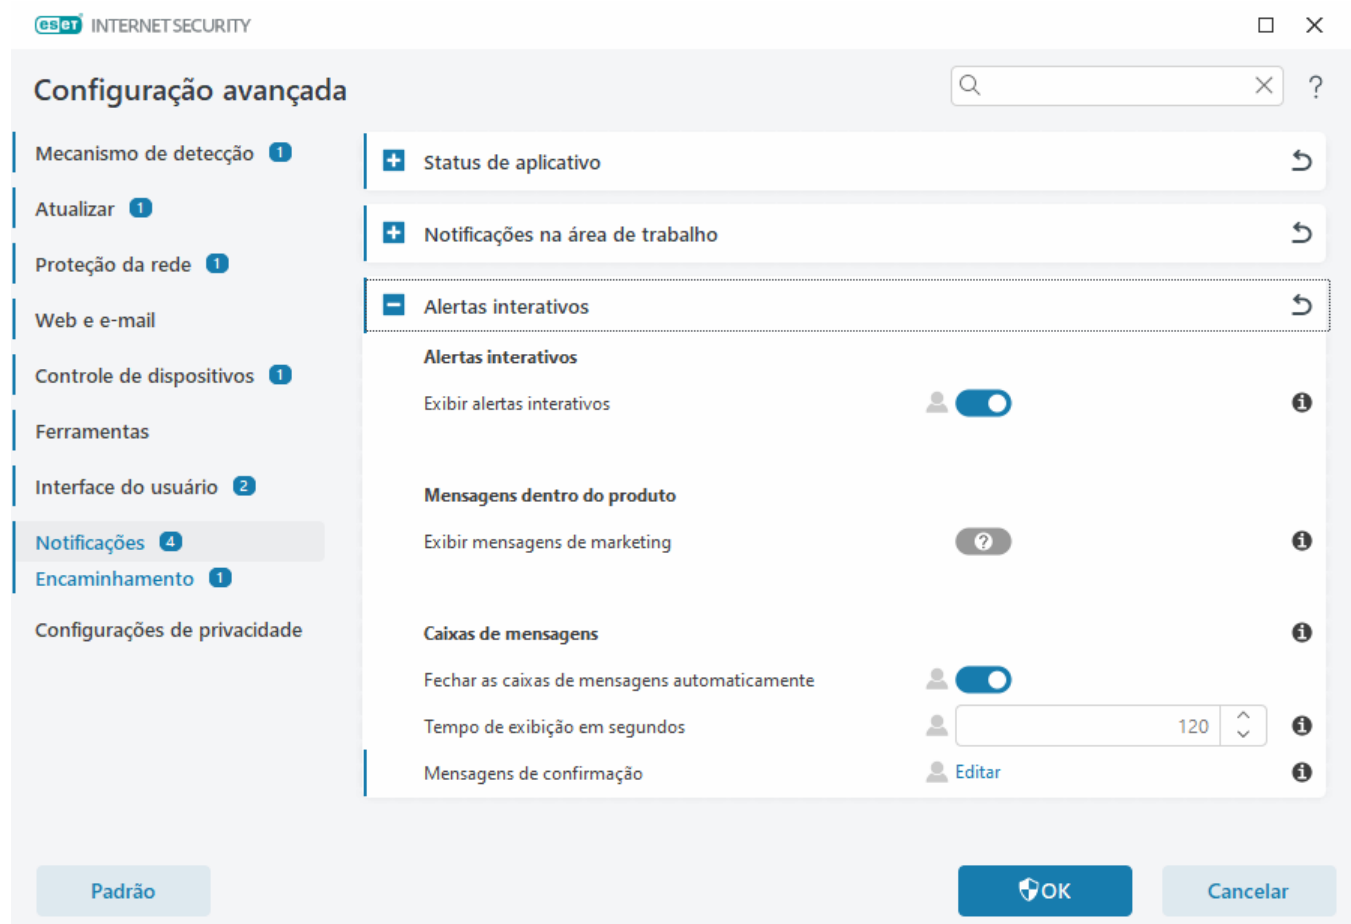 eset INTERNET SECURITY
Configuração avançada
?
Mecanismo de detecção 1
Atualizar 1
Proteção da rede 1
Web e e-mail
Controle de dispositivos 1
Ferramentas
Interface do usuário 2
Notificações 4
Encaminhamento 1
Configurações de privacidade
Status de aplicativo
Notificações na área de trabalho
Alertas interativos
Alertas interativos
Exibir alertas interativos
Mensagens dentro do produto
Exibir mensagens de marketing
Caixas de mensagens
Fechar as caixas de mensagens automaticamente
Tempo de exibição em segundos 120
Mensagens de confirmação Editar
Padrão
OK
Cancelar